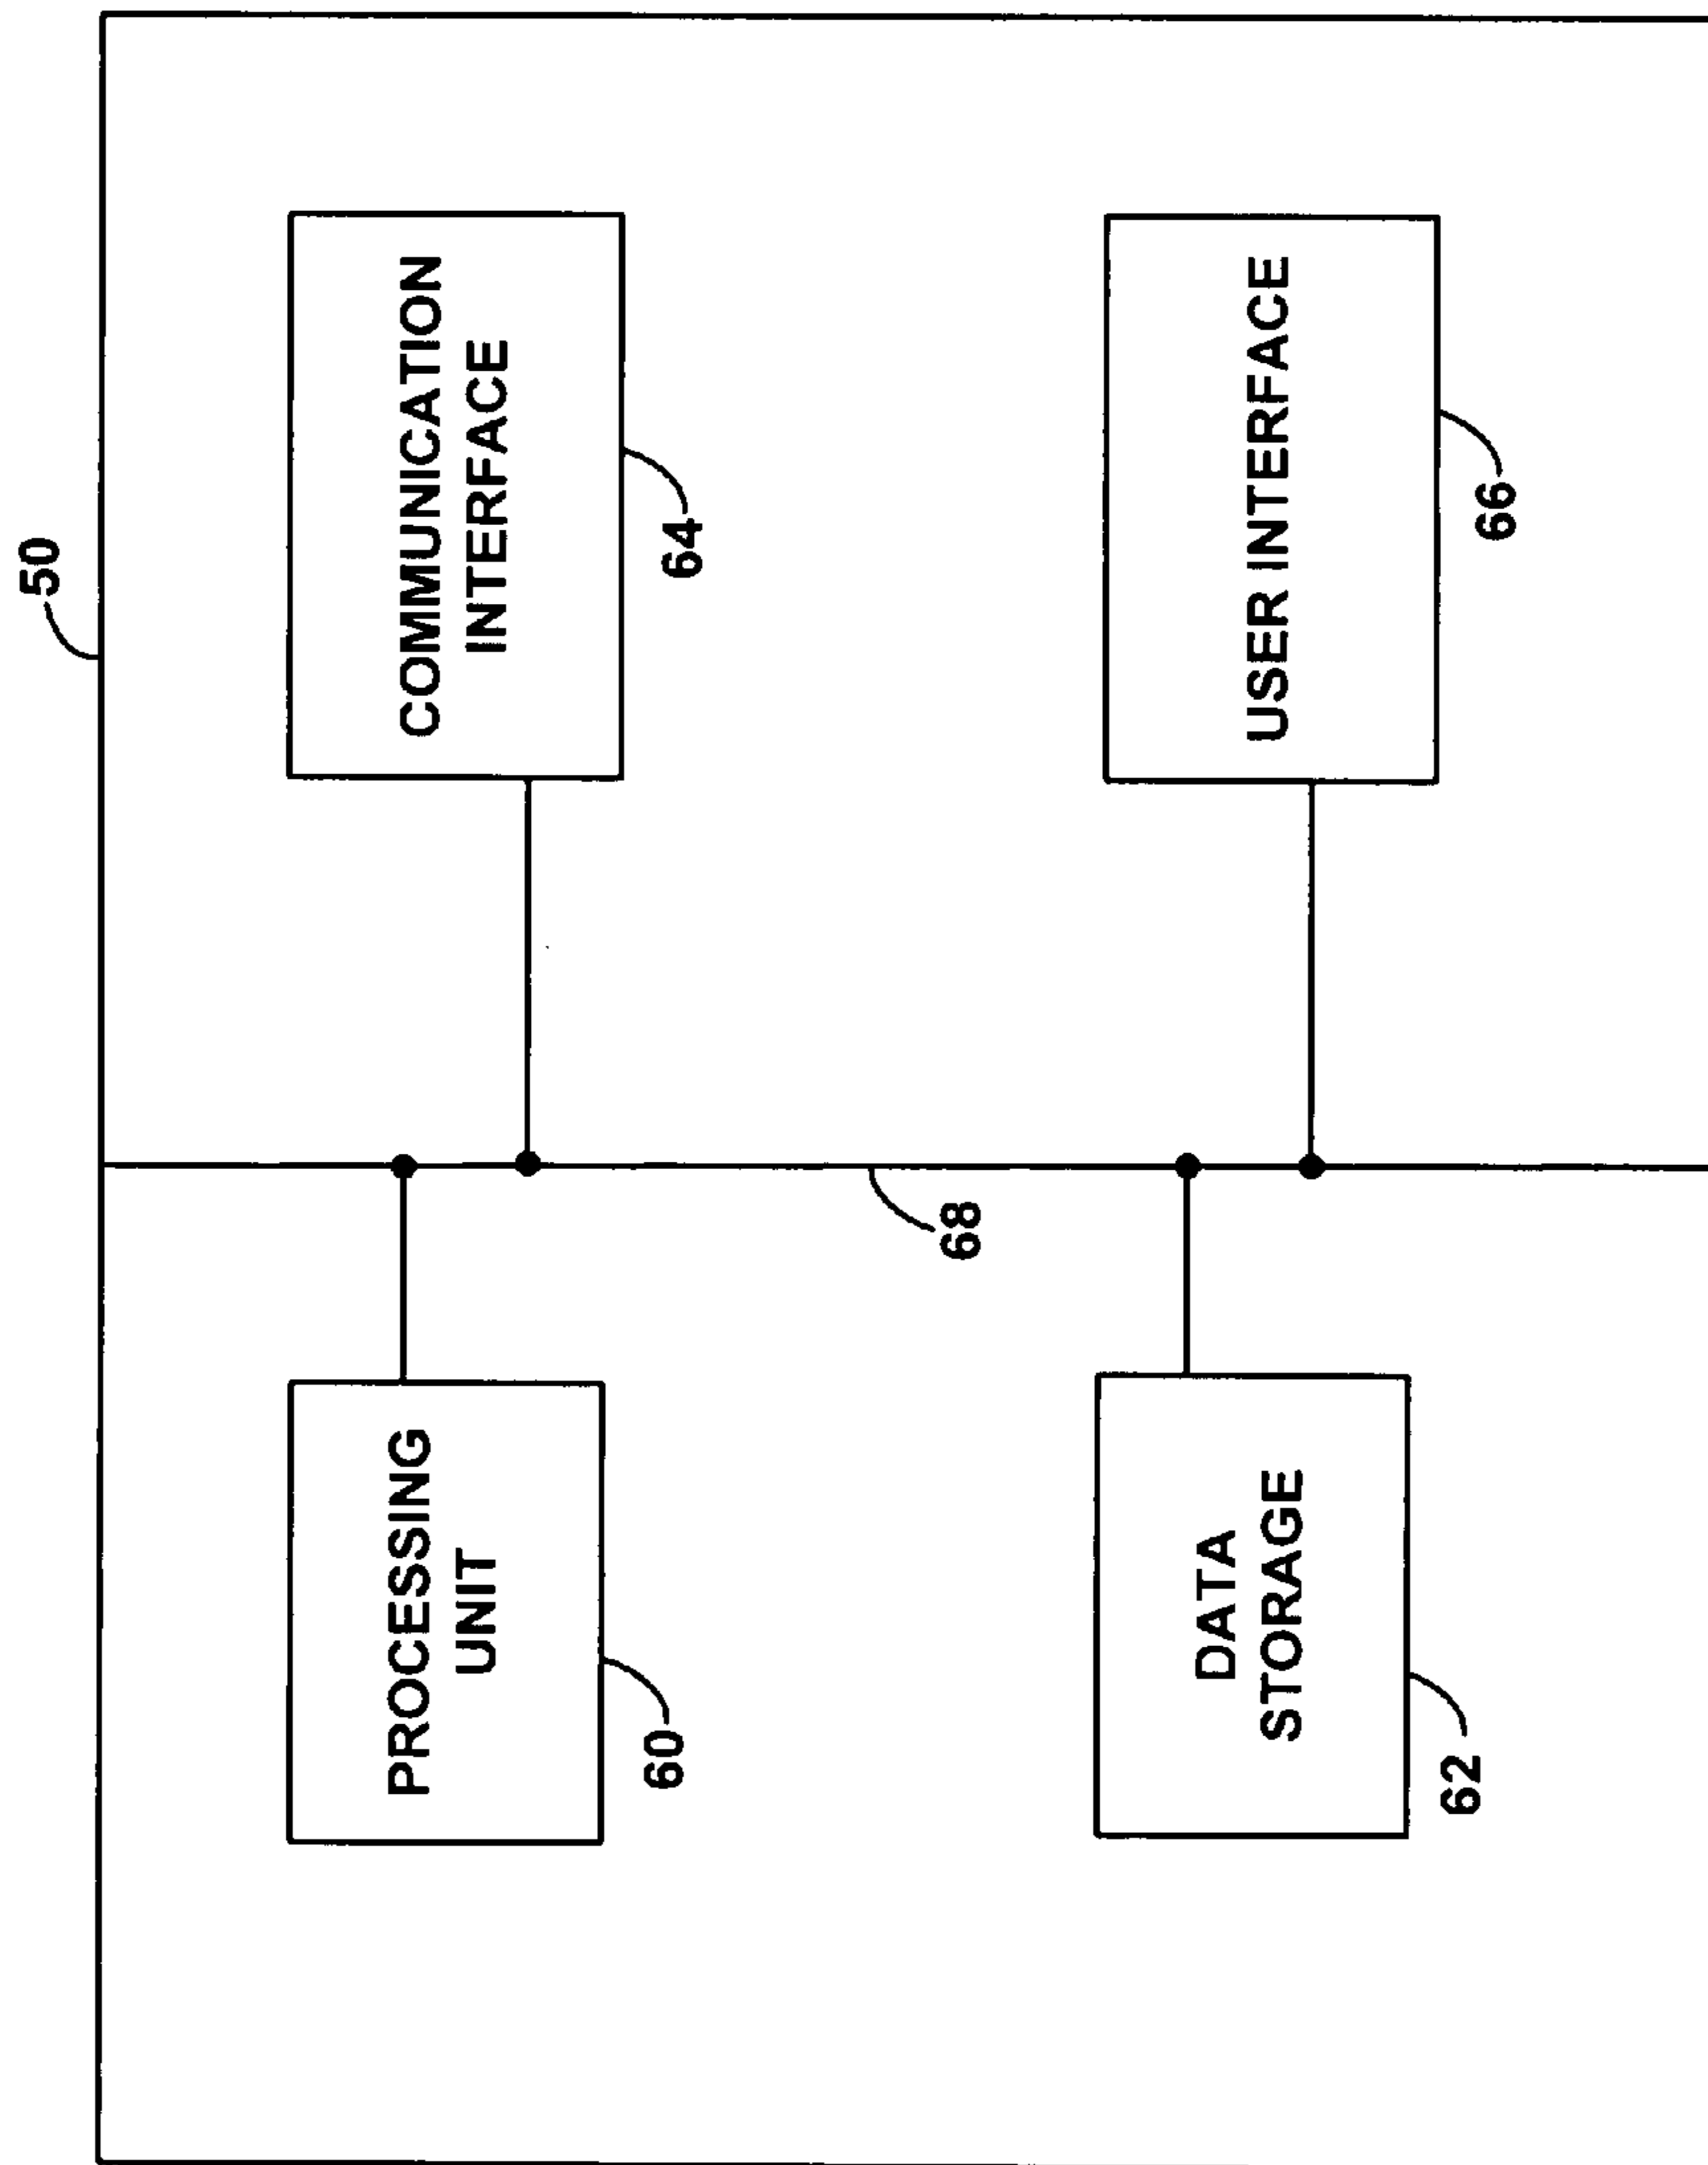 50
PROCESSING
UNIT
60
COMMUNICATION
INTERFACE
64
68
DATA
STORAGE
62
USER INTERFACE
66